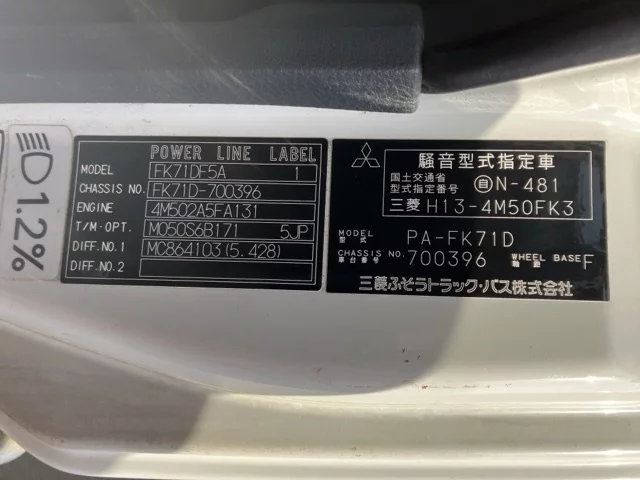 1.2%
POWER LINE LABEL
MODEL FK71DF5A 1
CHASSIS NO. FK71D-700396
ENGINE 4M502A5FA131
T/M·OPT. M050S6B171 5JP
DIFF.NO.1 MC864103(5.428)
DIFF.NO.2
騒音型式指定車
国土交通省
型式指定番号 自N-481
三菱 H13-4M50FK3
MODEL
型式 PA-FK71D
CHASSIS NO.
車台番号 700396 WHEEL BASE
軸距 F
三菱ふそうトラック・バス株式会社